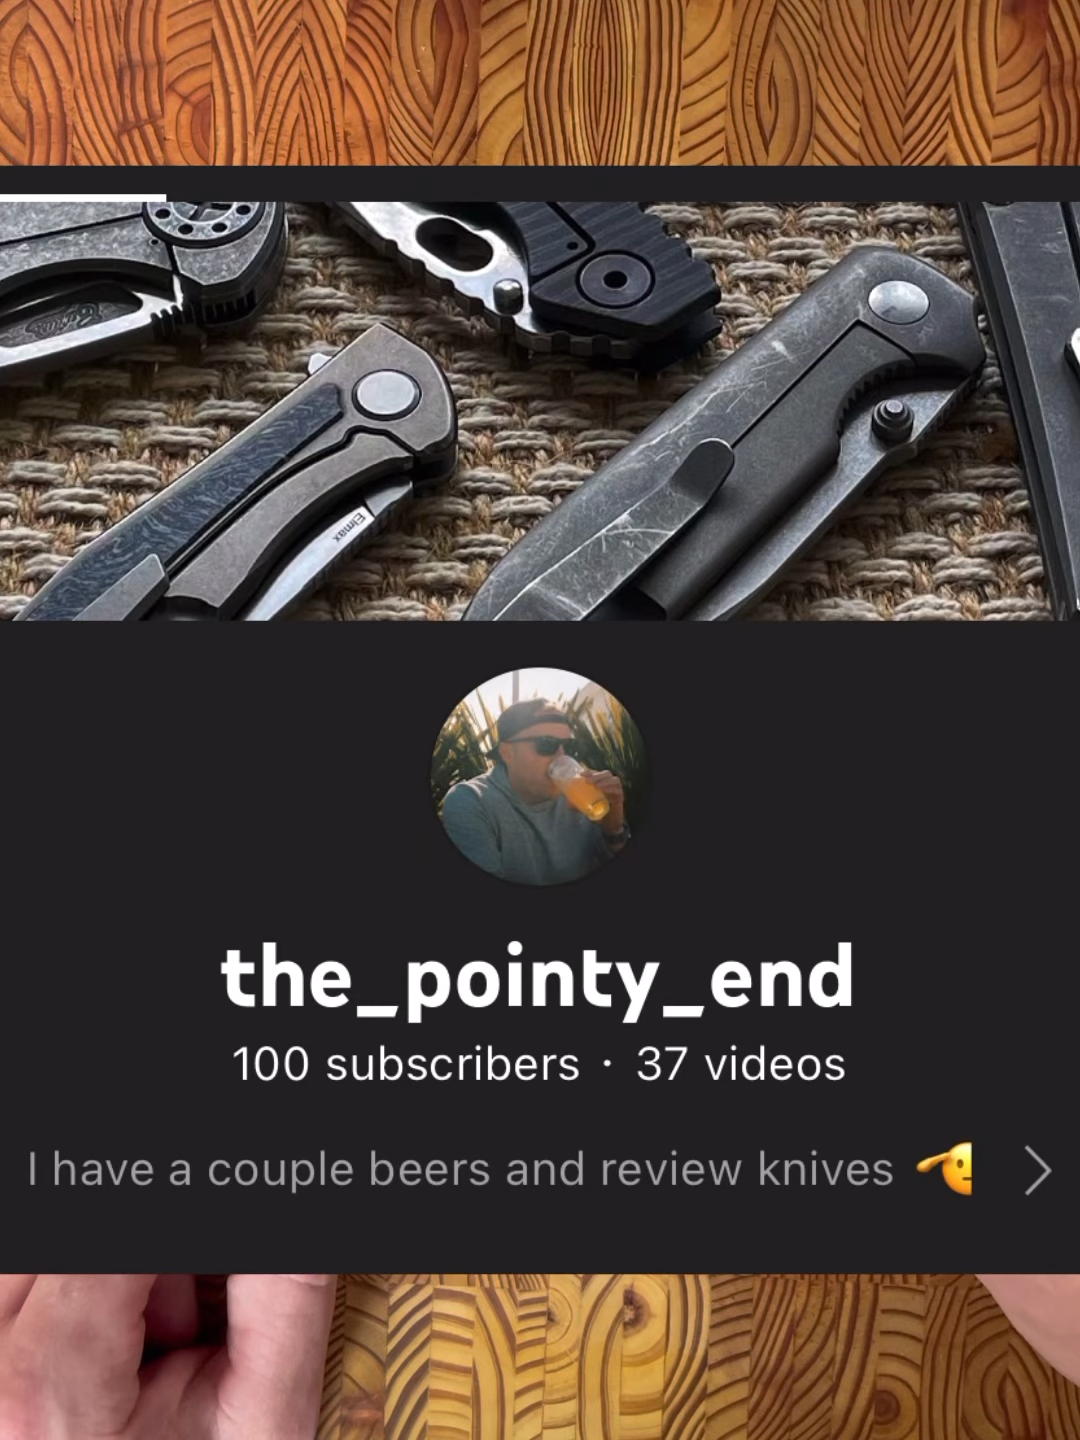 Elmax
the_pointy_end
100 subscribers · 37 videos
I have a couple beers and review knives